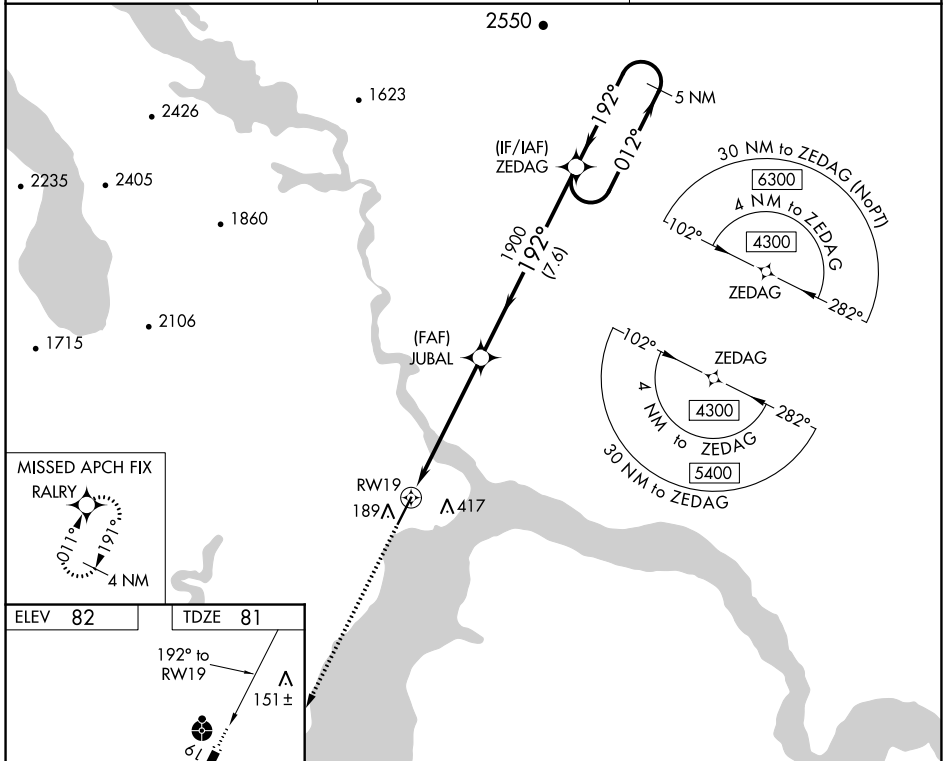 2550
1623
2426
5 NM
192°
012°
(IF/IAF)
ZEDAG
2235
2405
1860
30 NM to ZEDAG (NoPT)
6300
4 NM to ZEDAG
4300
102°
282°
ZEDAG
1900
192°
(7.6)
2106
1715
(FAF)
JUBAL
102°
ZEDAG
4300
282°
4 NM to ZEDAG
5400
30 NM to ZEDAG
MISSED APCH FIX
RALRY
011°
191°
4 NM
RW19
189
417
ELEV 82
TDZE 81
192° to
RW19
151±
19